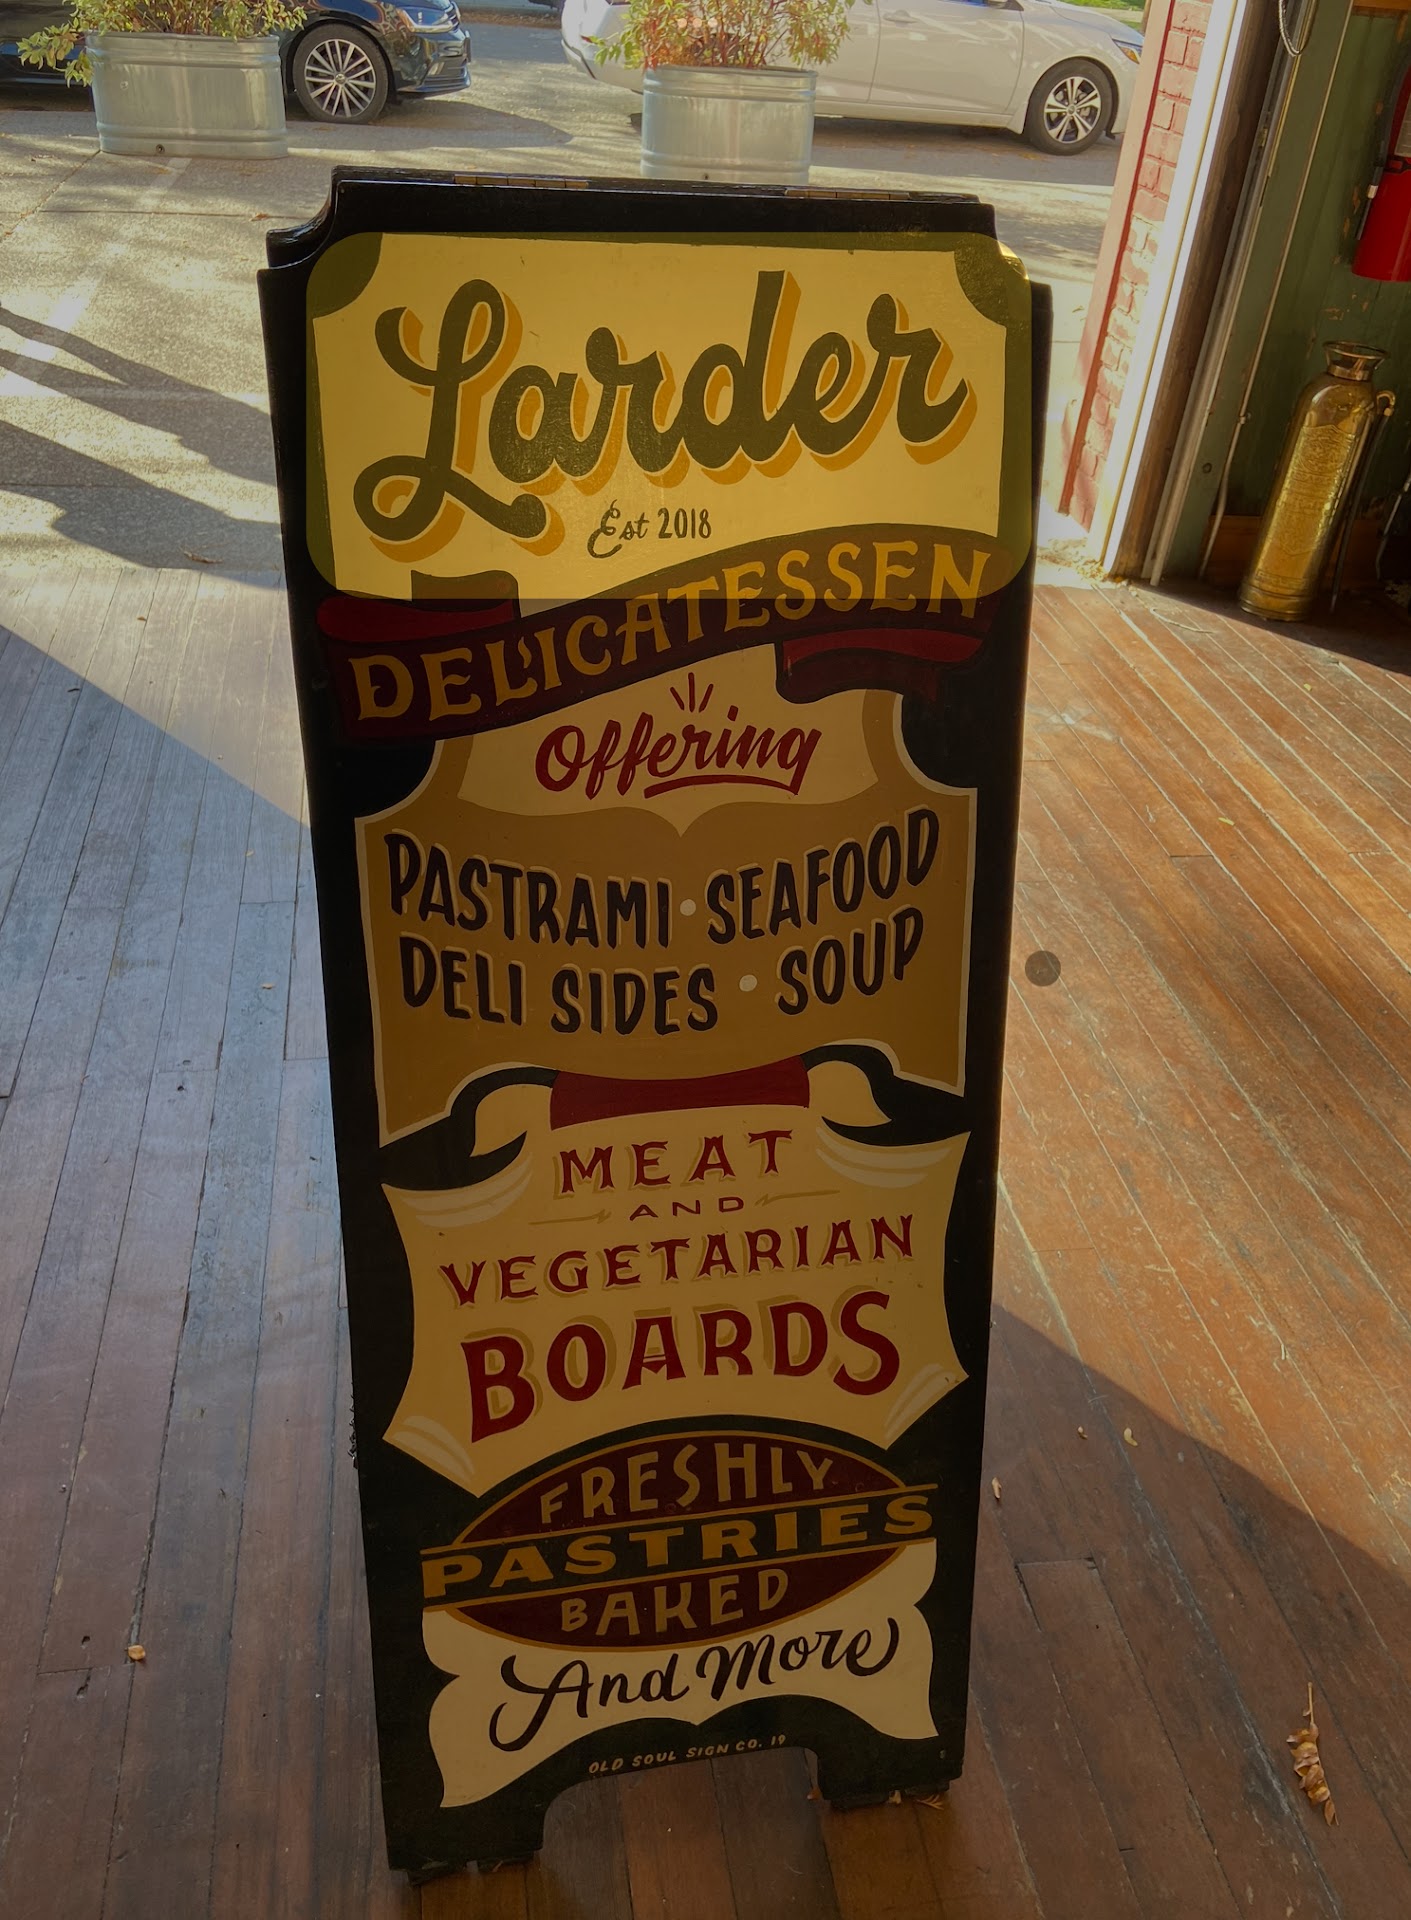 Larder
Est 2018
DELICATESSEN
Offering
PASTRAMI • SEAFOOD
DELI SIDES • SOUP
MEAT
AND
VEGETARIAN
BOARDS
FRESHLY
PASTRIES
BAKED
And More
OLD SOUL SIGN CO. 19